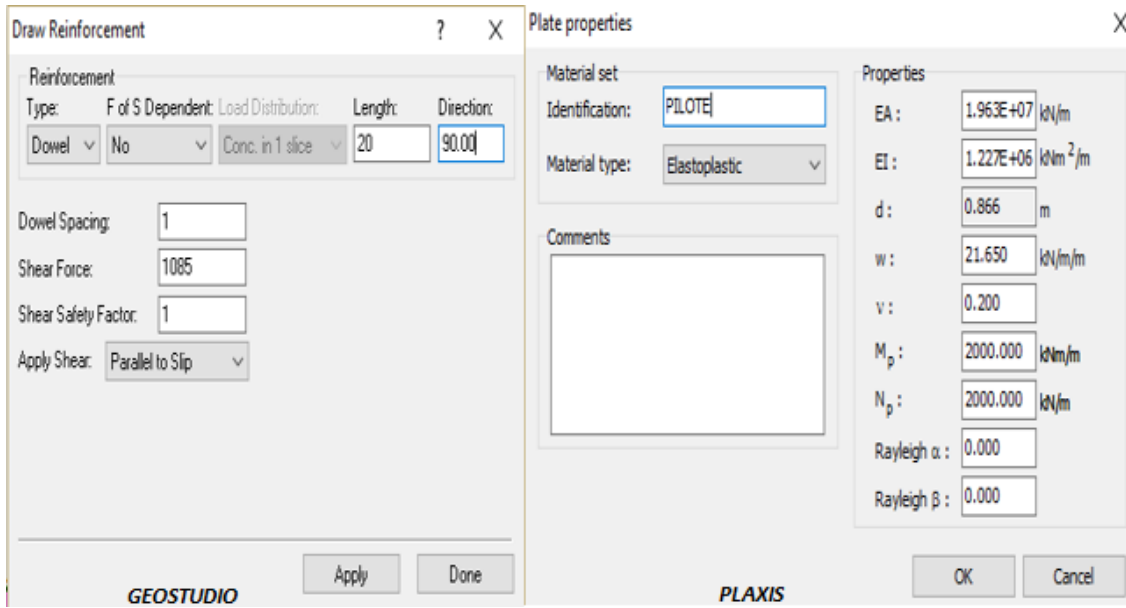 Draw Reinforcement ? X
Reinforcement
Type: F of S Dependent: Load Distribution: Length: Direction:
Dowel No Conc. in 1 slice 20 90.00
Dowel Spacing: 1
Shear Force: 1085
Shear Safety Factor: 1
Apply Shear: Parallel to Slip
Apply Done
GEOSTUDIO
Plate properties X
Material set
Identification: PILOTE
Material type: Elastoplastic
Comments
Properties
EA : 1.963E+07 kN/m
EI : 1.227E+06 kNm²/m
d : 0.866 m
w : 21.650 kN/m/m
ν : 0.200
Mp : 2000.000 kNm/m
Np : 2000.000 kN/m
Rayleigh α : 0.000
Rayleigh β : 0.000
OK Cancel
PLAXIS